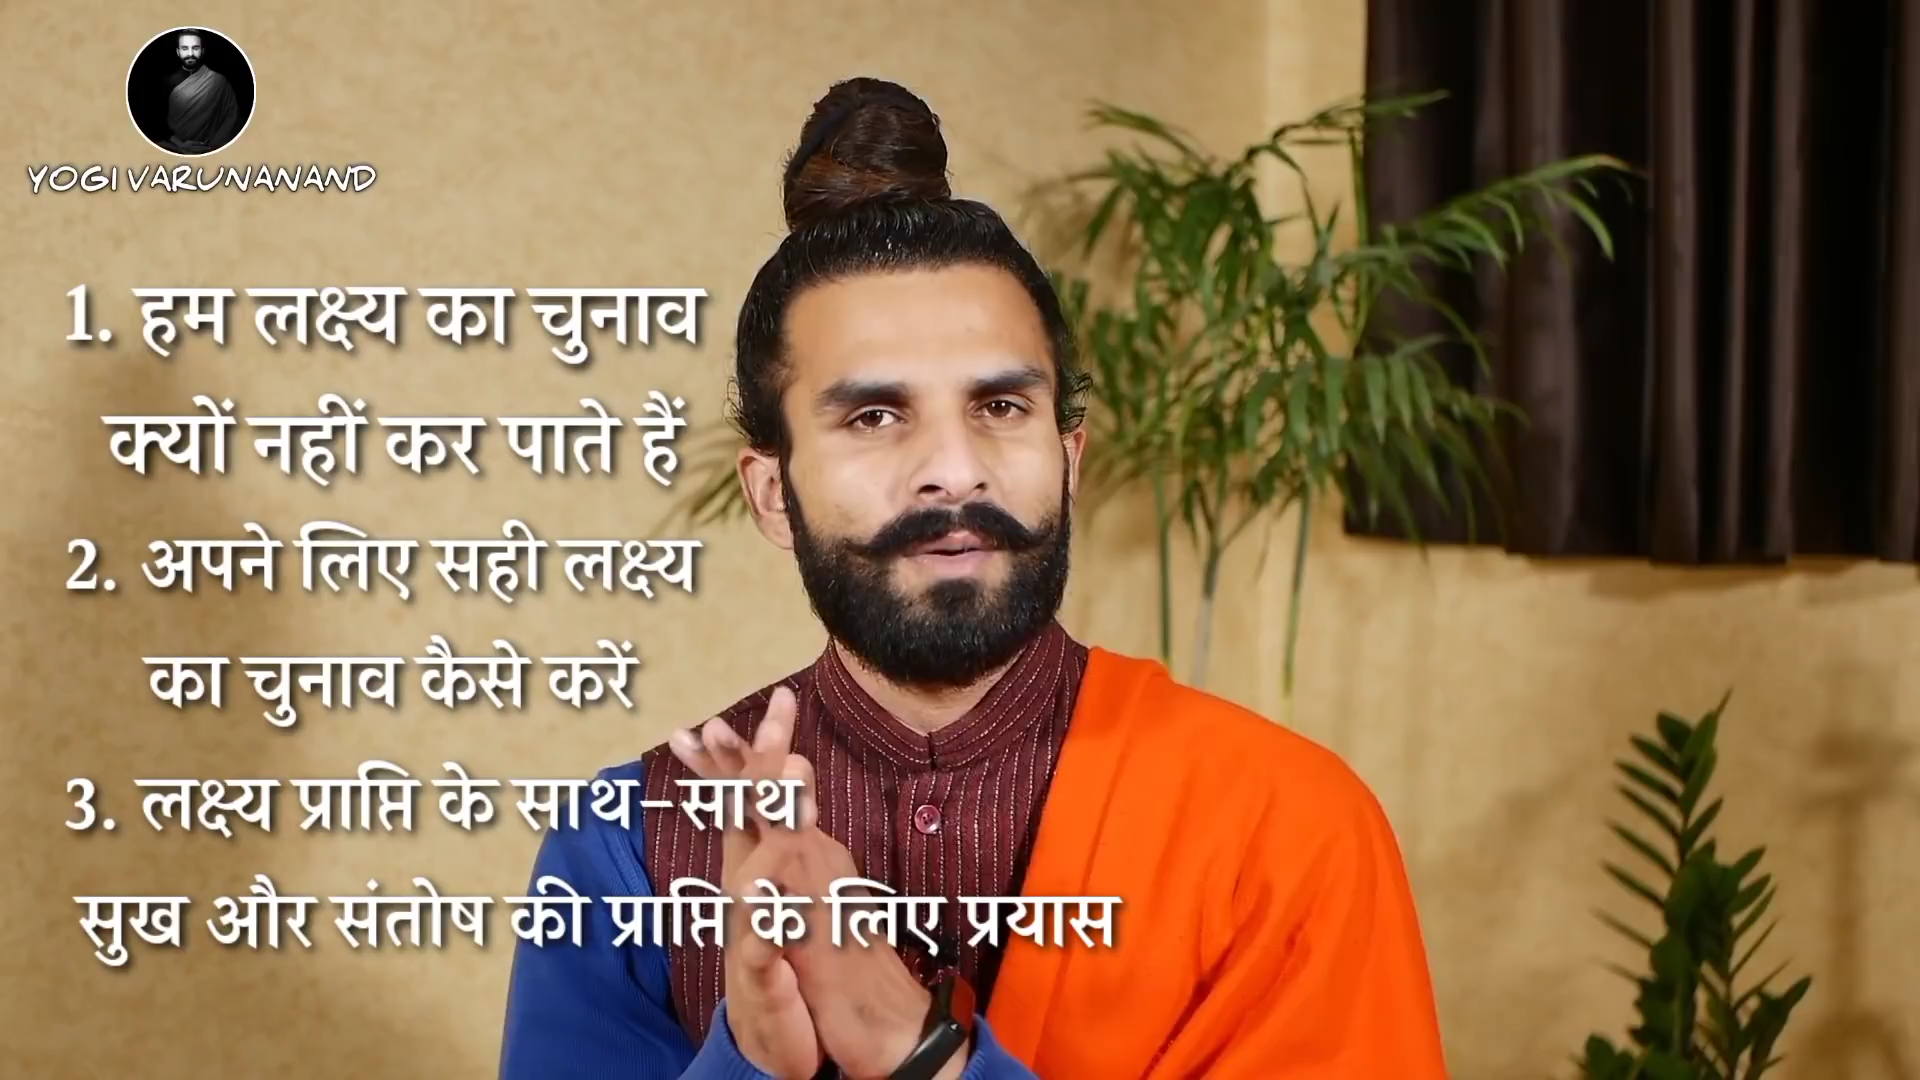 YOGI VARUNANAND
1. हम लक्ष्य का चुनाव
क्यों नहीं कर पाते हैं
2. अपने लिए सही लक्ष्य
का चुनाव कैसे करें
3. लक्ष्य प्राप्ति के साथ-साथ
सुख और संतोष की प्राप्ति के लिए प्रयास